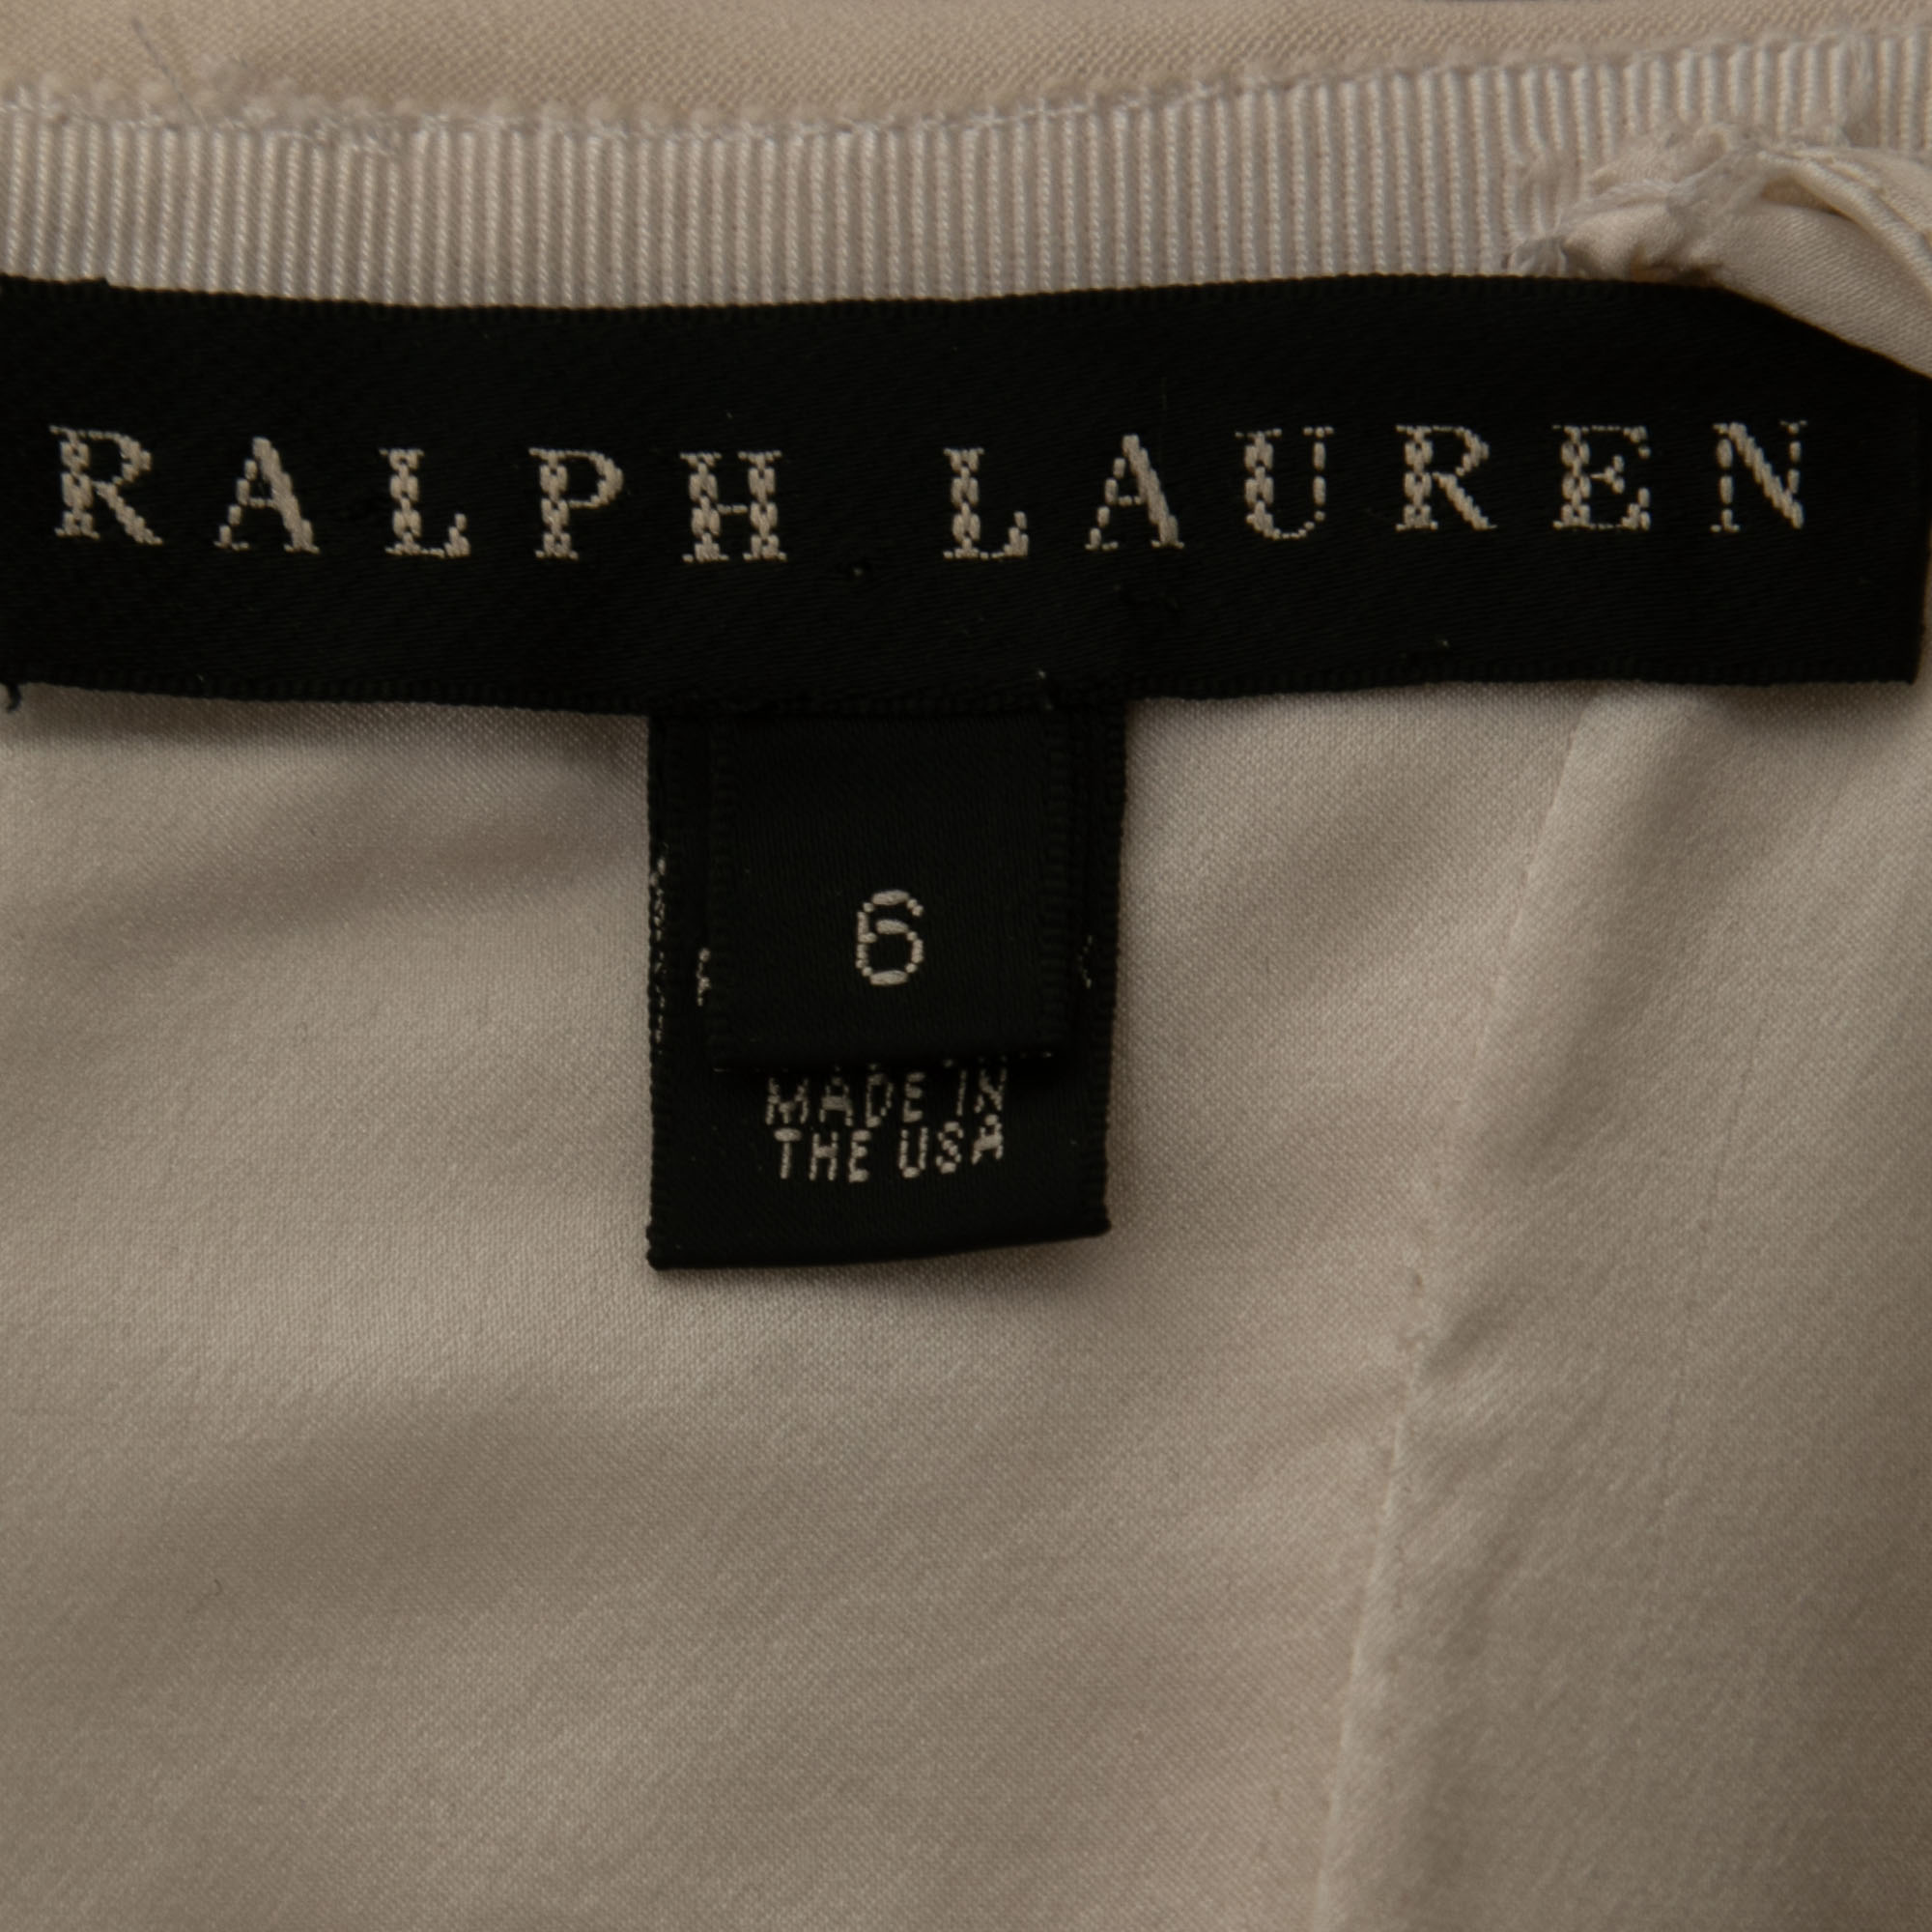 RALPH LAUREN
6
MADE IN
THE USA